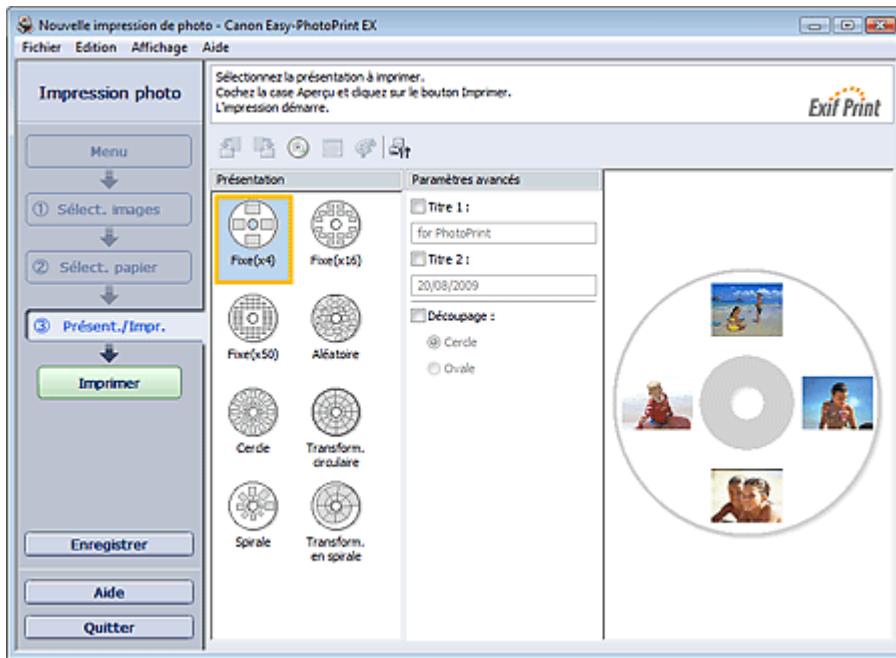 Nouvelle impression de photo - Canon Easy-PhotoPrint EX
Fichier Edition Affichage Aide
Impression photo
Sélectionnez la présentation à imprimer.
Cochez la case Aperçu et cliquez sur le bouton Imprimer.
L'impression démarre.
Exif Print
Menu
① Sélect. images
② Sélect. papier
③ Présent./Impr.
Imprimer
Enregistrer
Aide
Quitter
Présentation
Fixe(x4) Fixe(x16)
Fixe(x50) Aléatoire
Cercle Transform.
circulaire
Spirale Transform.
en spirale
Paramètres avancés
Titre 1 :
for PhotoPrint
Titre 2 :
20/08/2009
Découpage :
Cercle
Ovale